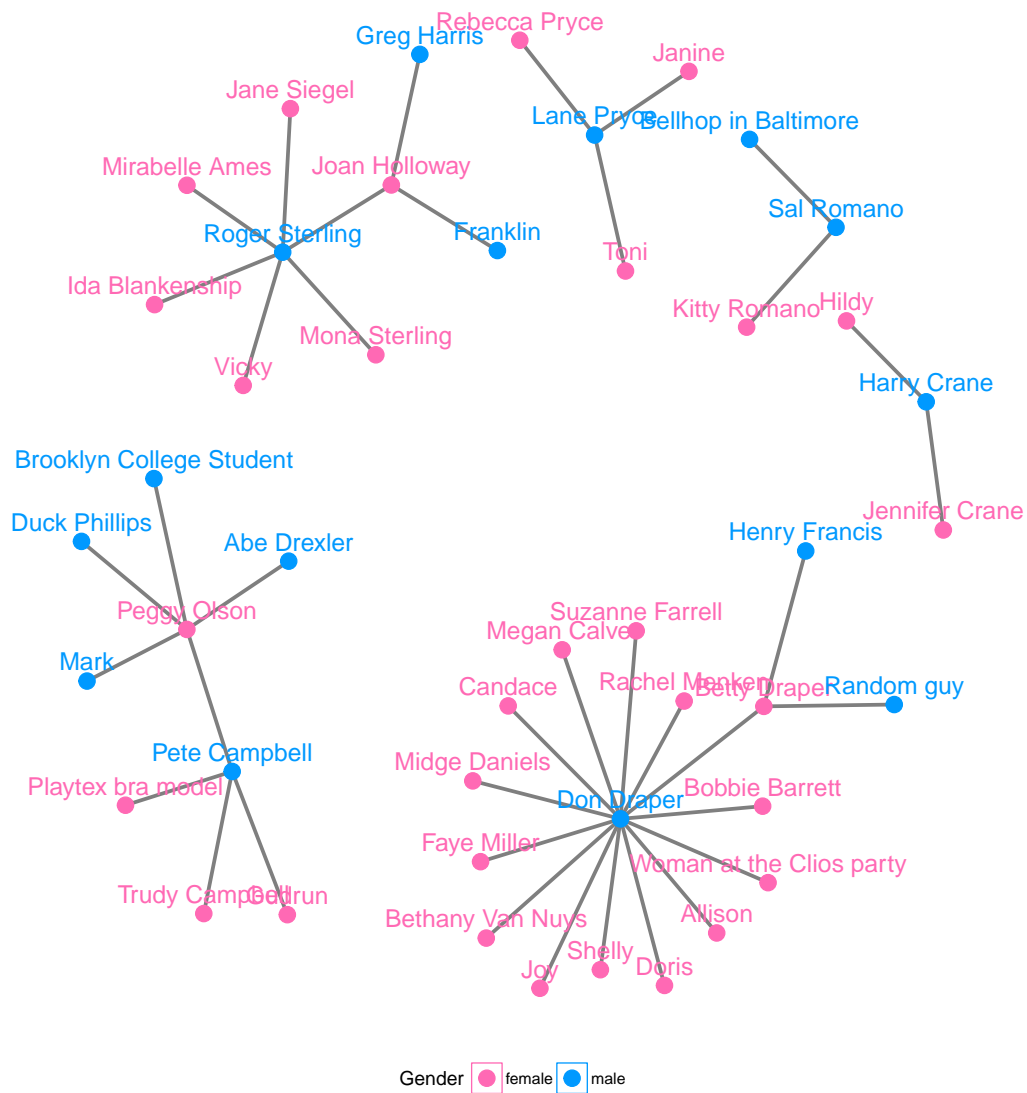 Rebecca Pryce
Greg Harris
Janine
Jane Siegel
Lane Pryce
Bellhop in Baltimore
Mirabelle Ames
Joan Holloway
Sal Romano
Roger Sterling
Franklin
Toni
Ida Blankenship
Kitty Romano
Hildy
Mona Sterling
Vicky
Harry Crane
Brooklyn College Student
Jennifer Crane
Duck Phillips
Henry Francis
Abe Drexler
Peggy Olson
Suzanne Farrell
Megan Calvet
Mark
Candace
Rachel Menken
Betty Draper
Random guy
Pete Campbell
Midge Daniels
Playtex bra model
Bobbie Barrett
Don Draper
Faye Miller
Woman at the Clios party
Trudy Campbell
Gudrun
Bethany Van Nuys
Allison
Shelly
Joy
Doris
Gender
female
male